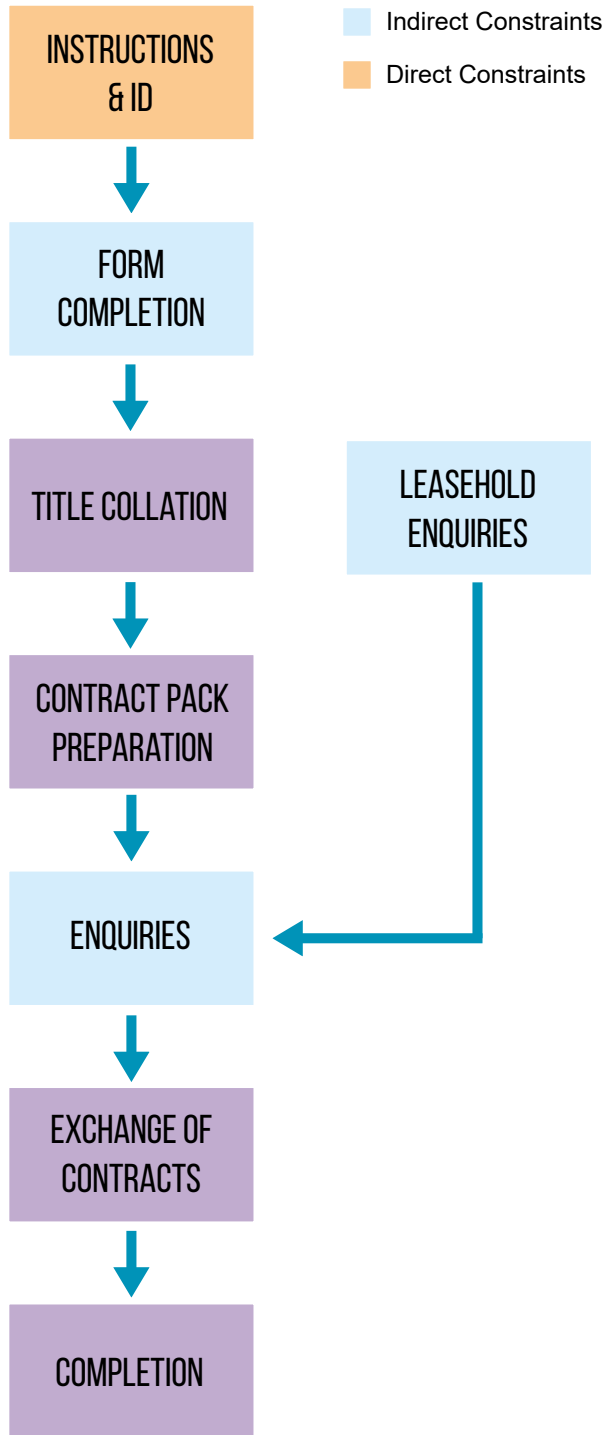 INSTRUCTIONS
& ID
Indirect Constraints
Direct Constraints
FORM
COMPLETION
TITLE COLLATION
LEASEHOLD
ENQUIRIES
CONTRACT PACK
PREPARATION
ENQUIRIES
EXCHANGE OF
CONTRACTS
COMPLETION